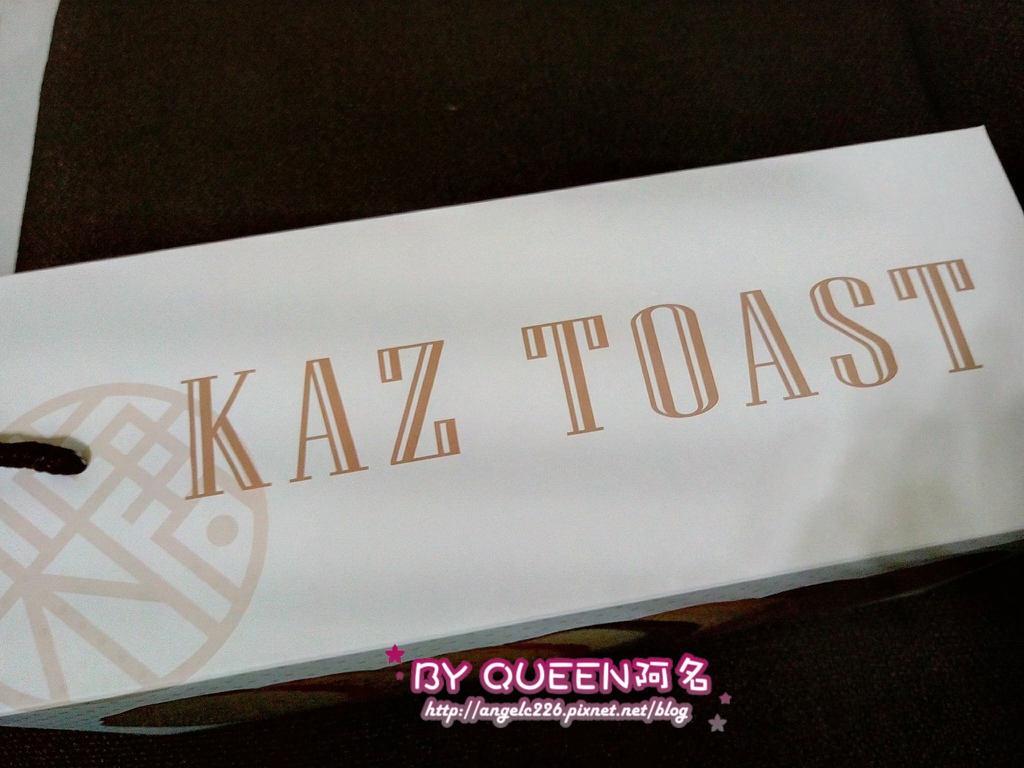 KAZ TOAST
BY QUEEN阿名
http://angelc226.pixnet.net/blog